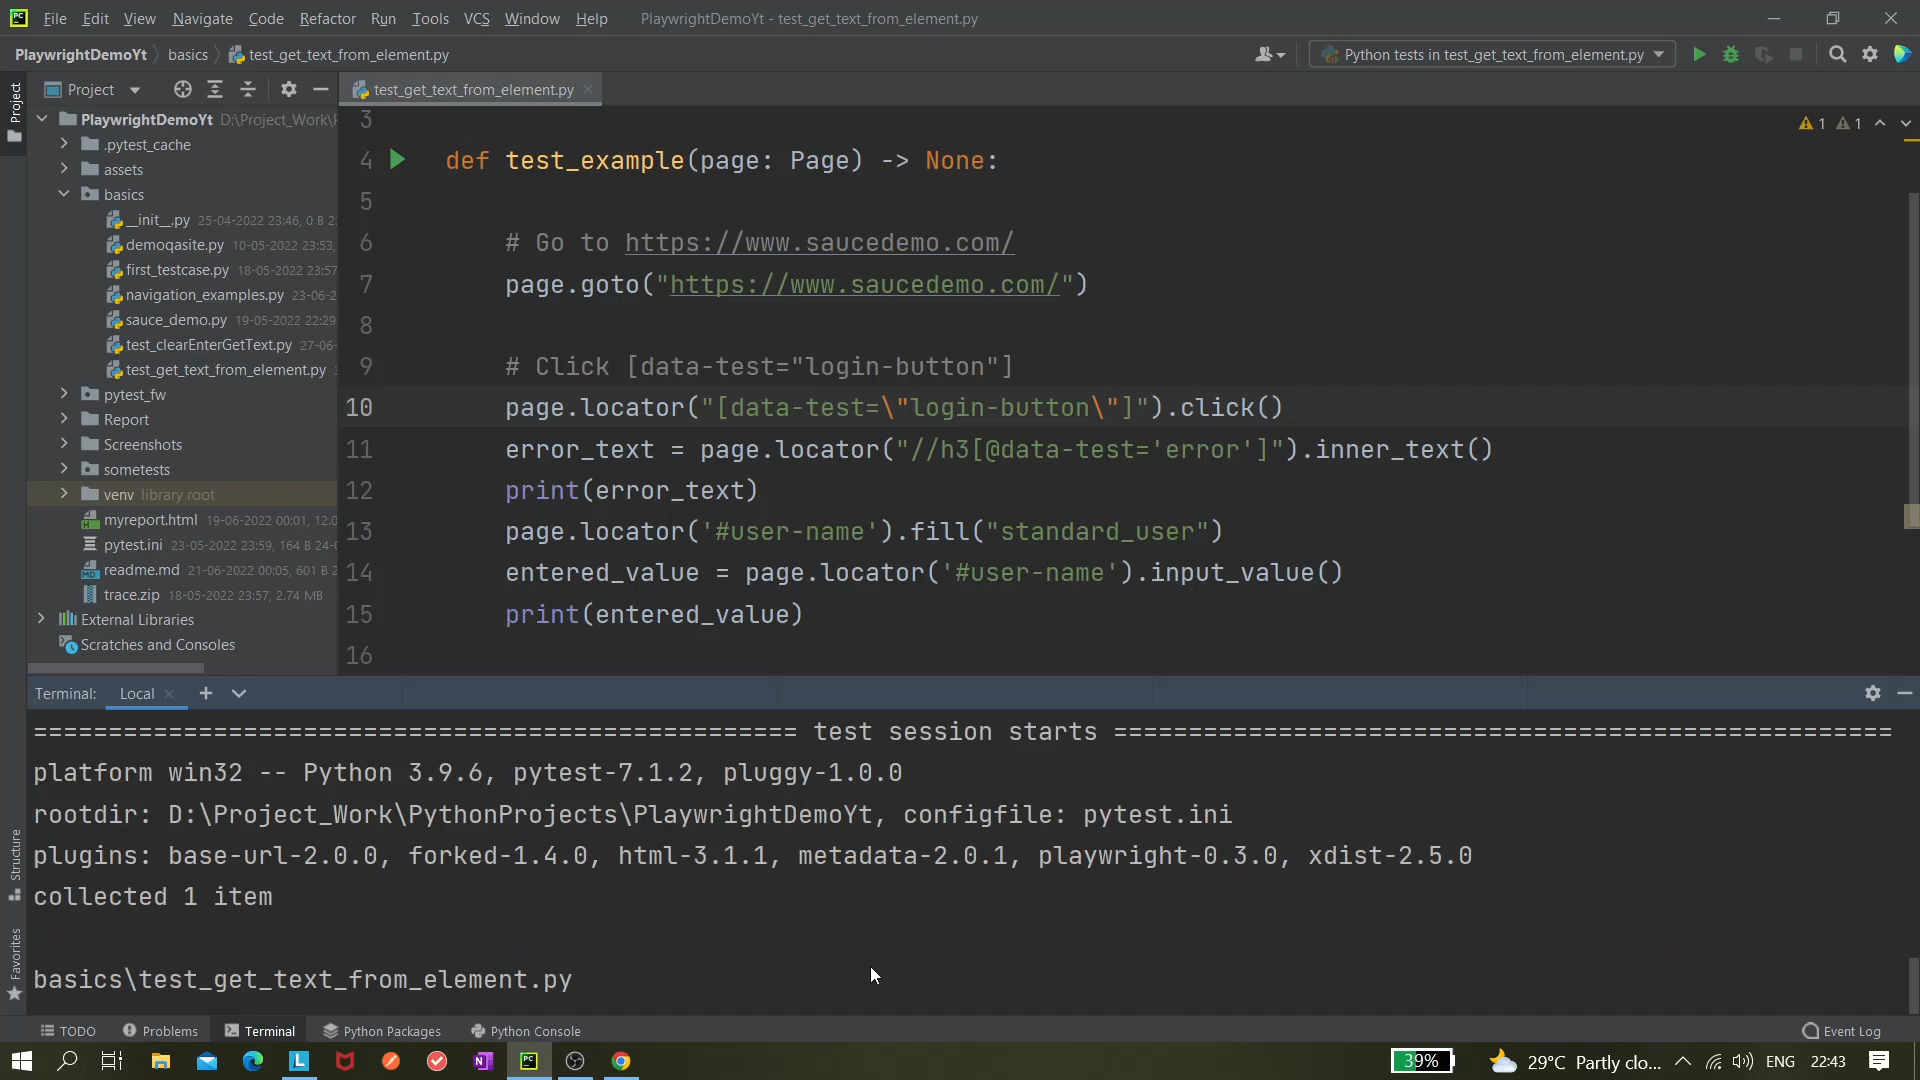 File Edit View Navigate Code Refactor Run Tools VCS Window Help PlaywrightDemoYt - test_get_text_from_element.py
PlaywrightDemoYt basics test_get_text_from_element.py Python tests in test_get_text_from_element.py
Project
Project
test_get_text_from_element.py
PlaywrightDemoYt D:\Project_Work\
.pytest_cache
assets
basics
__init__.py 25-04-2022 23:46, 0 B
demoqasite.py 10-05-2022 23:53,
first_testcase.py 18-05-2022 23:57
navigation_examples.py 23-06-2
sauce_demo.py 19-05-2022 22:29,
test_clearEnterGetText.py 27-06-
test_get_text_from_element.py
pytest_fw
Report
Screenshots
sometests
venv library root
myreport.html 19-06-2022 00:01, 12.0
pytest.ini 23-05-2022 23:59, 164 B 24-
readme.md 21-06-2022 00:05, 601 B 2
trace.zip 18-05-2022 23:57, 2.74 MB
External Libraries
Scratches and Consoles
1 1
3
4 def test_example(page: Page) -> None:
5
6 # Go to https://www.saucedemo.com/
7 page.goto("https://www.saucedemo.com/")
8
9 # Click [data-test="login-button"]
10 page.locator("[data-test=\"login-button\"]").click()
11 error_text = page.locator("//h3[@data-test='error']").inner_text()
12 print(error_text)
13 page.locator('#user-name').fill("standard_user")
14 entered_value = page.locator('#user-name').input_value()
15 print(entered_value)
16
Terminal: Local
============================================== test session starts ==============================================
platform win32 -- Python 3.9.6, pytest-7.1.2, pluggy-1.0.0
rootdir: D:\Project_Work\PythonProjects\PlaywrightDemoYt, configfile: pytest.ini
plugins: base-url-2.0.0, forked-1.4.0, html-3.1.1, metadata-2.0.1, playwright-0.3.0, xdist-2.5.0
collected 1 item
basics\test_get_text_from_element.py
Structure
Favorites
TODO Problems Terminal Python Packages Python Console Event Log
39% 29°C Partly clo... ENG 22:43